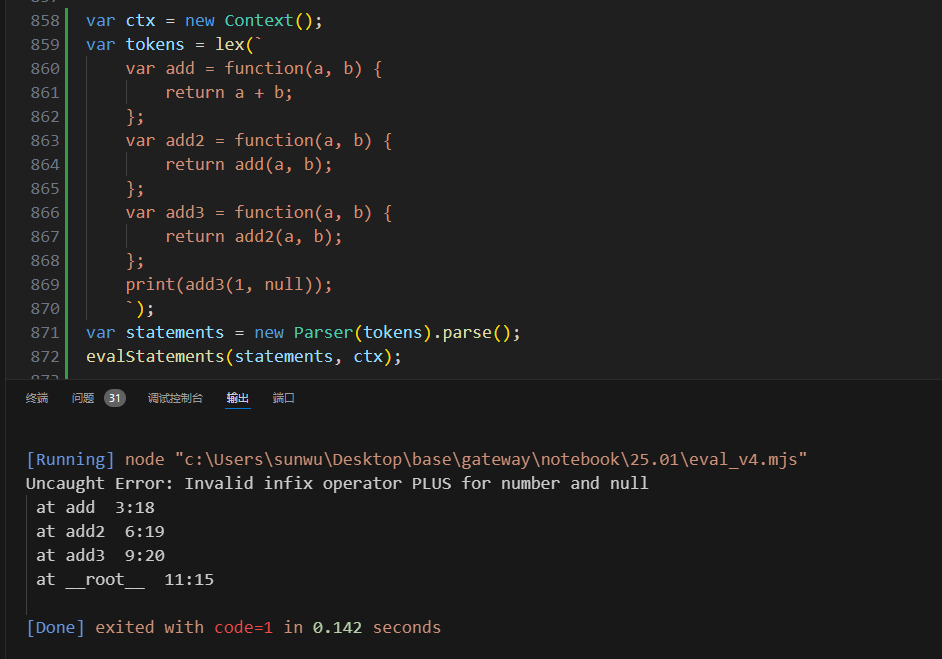 858 var ctx = new Context();
859 var tokens = lex(`
860 var add = function(a, b) {
861 return a + b;
862 };
863 var add2 = function(a, b) {
864 return add(a, b);
865 };
866 var add3 = function(a, b) {
867 return add2(a, b);
868 };
869 print(add3(1, null));
870 `);
871 var statements = new Parser(tokens).parse();
872 evalStatements(statements, ctx);
终端 问题 31 调试控制台 输出 端口
[Running] node "c:\Users\sunwu\Desktop\base\gateway\notebook\25.01\eval_v4.mjs"
Uncaught Error: Invalid infix operator PLUS for number and null
at add 3:18
at add2 6:19
at add3 9:20
at __root__ 11:15
[Done] exited with code=1 in 0.142 seconds